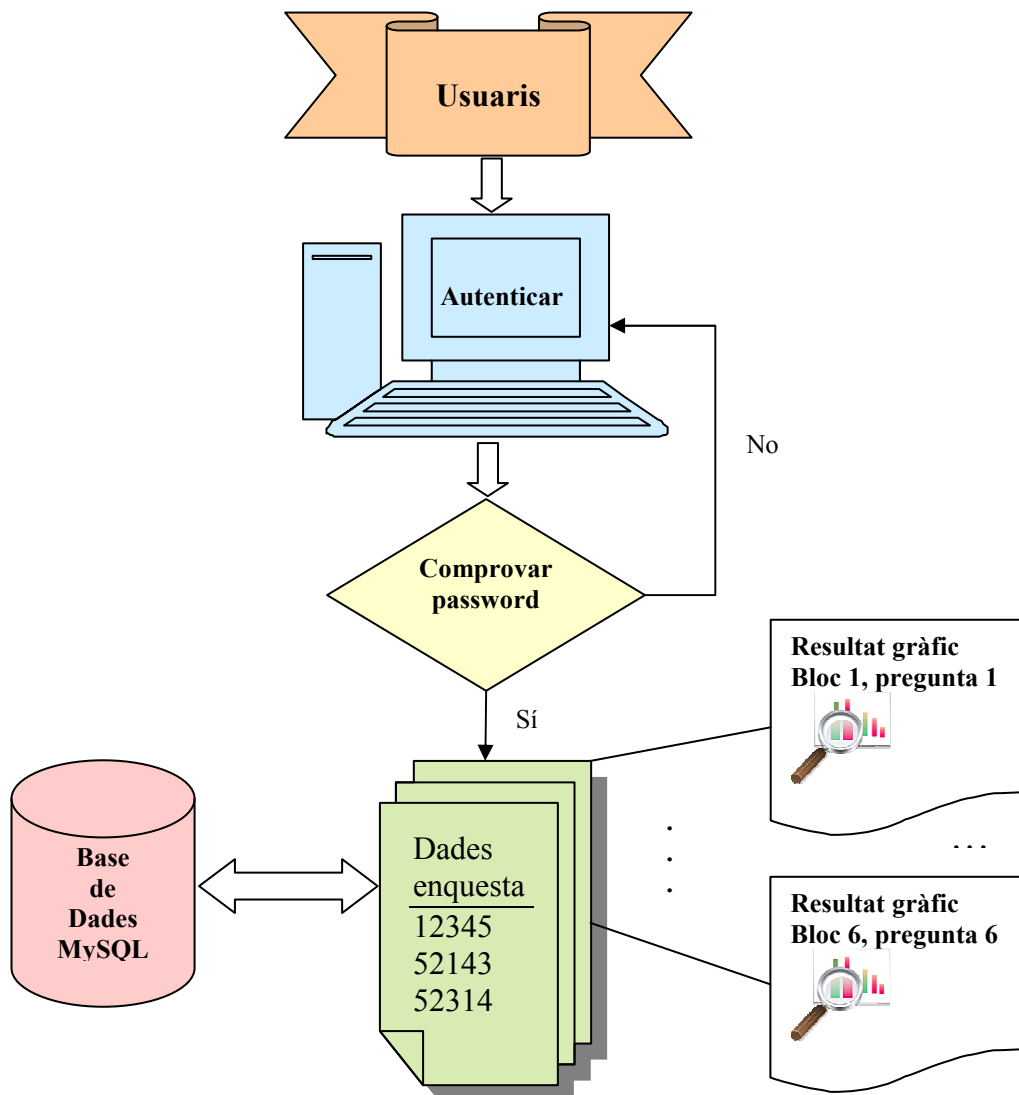 Usuaris
Autenticar
No
Comprovar
password
Sí
Resultat gràfic
Bloc 1, pregunta 1
Base
de
Dades
MySQL
Dades
enquesta
12345
52143
52314
. . .
Resultat gràfic
Bloc 6, pregunta 6